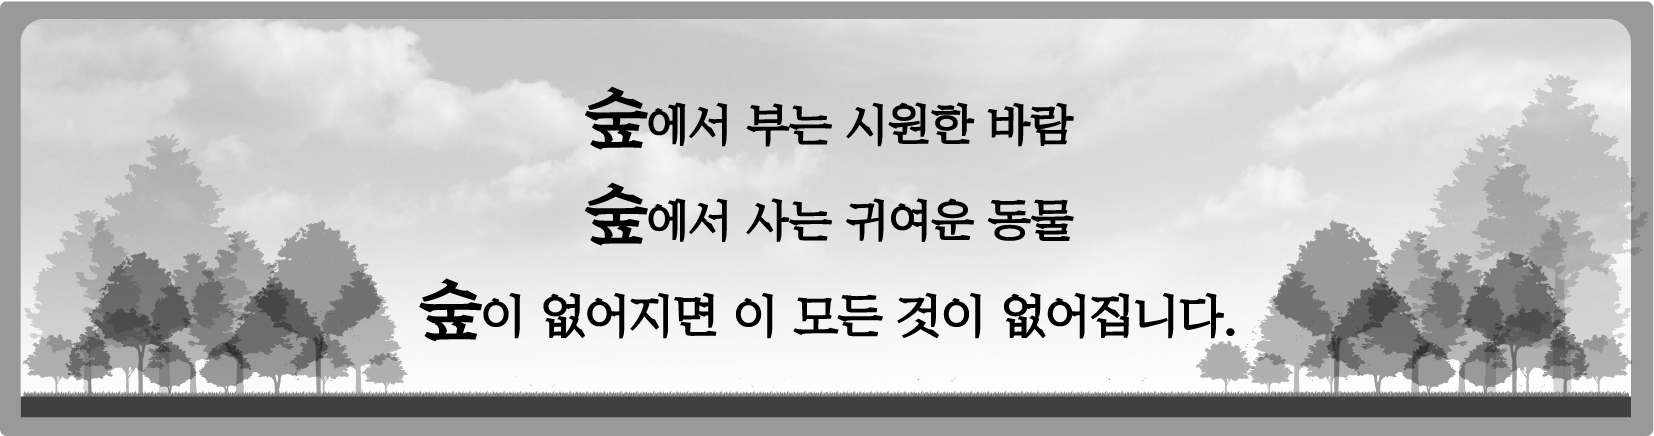 숲에서 부는 시원한 바람
숲에서 사는 귀여운 동물
숲이 없어지면 이 모든 것이 없어집니다.